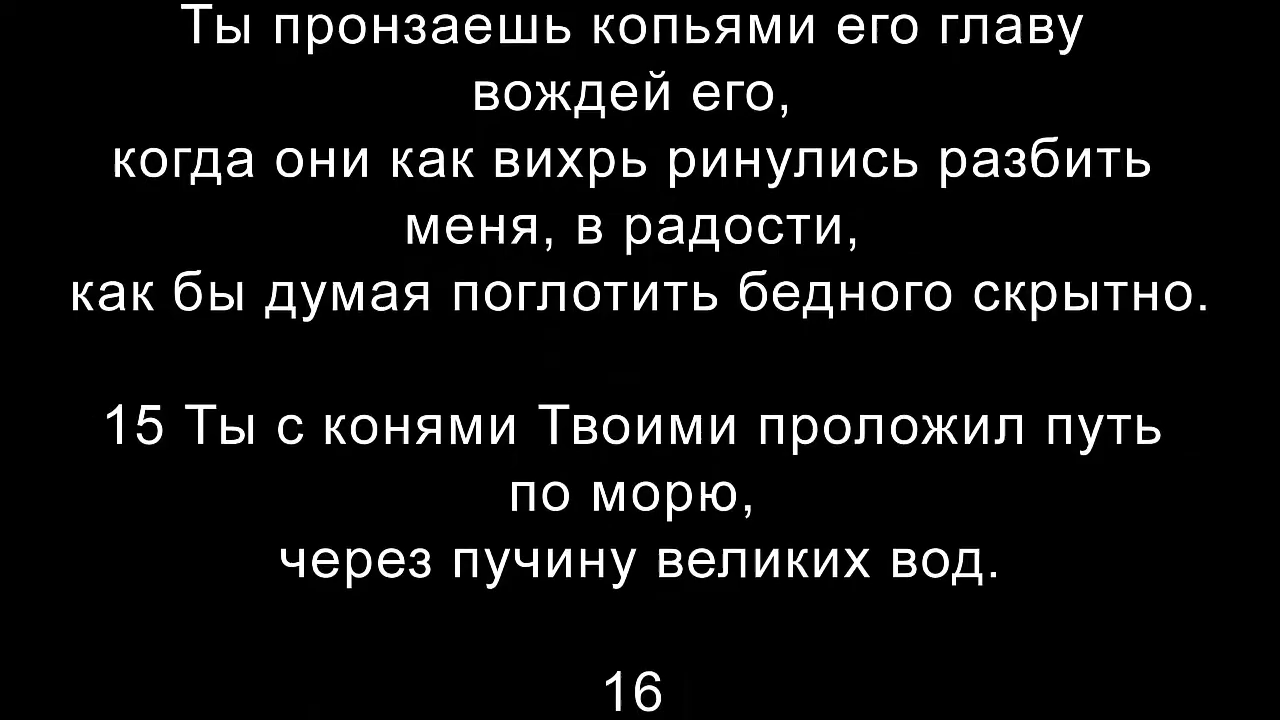 Ты пронзаешь копьями его главу
вождей его,
когда они как вихрь ринулись разбить
меня, в радости,
как бы думая поглотить бедного скрытно.
15 Ты с конями Твоими проложил путь
по морю,
через пучину великих вод.
16